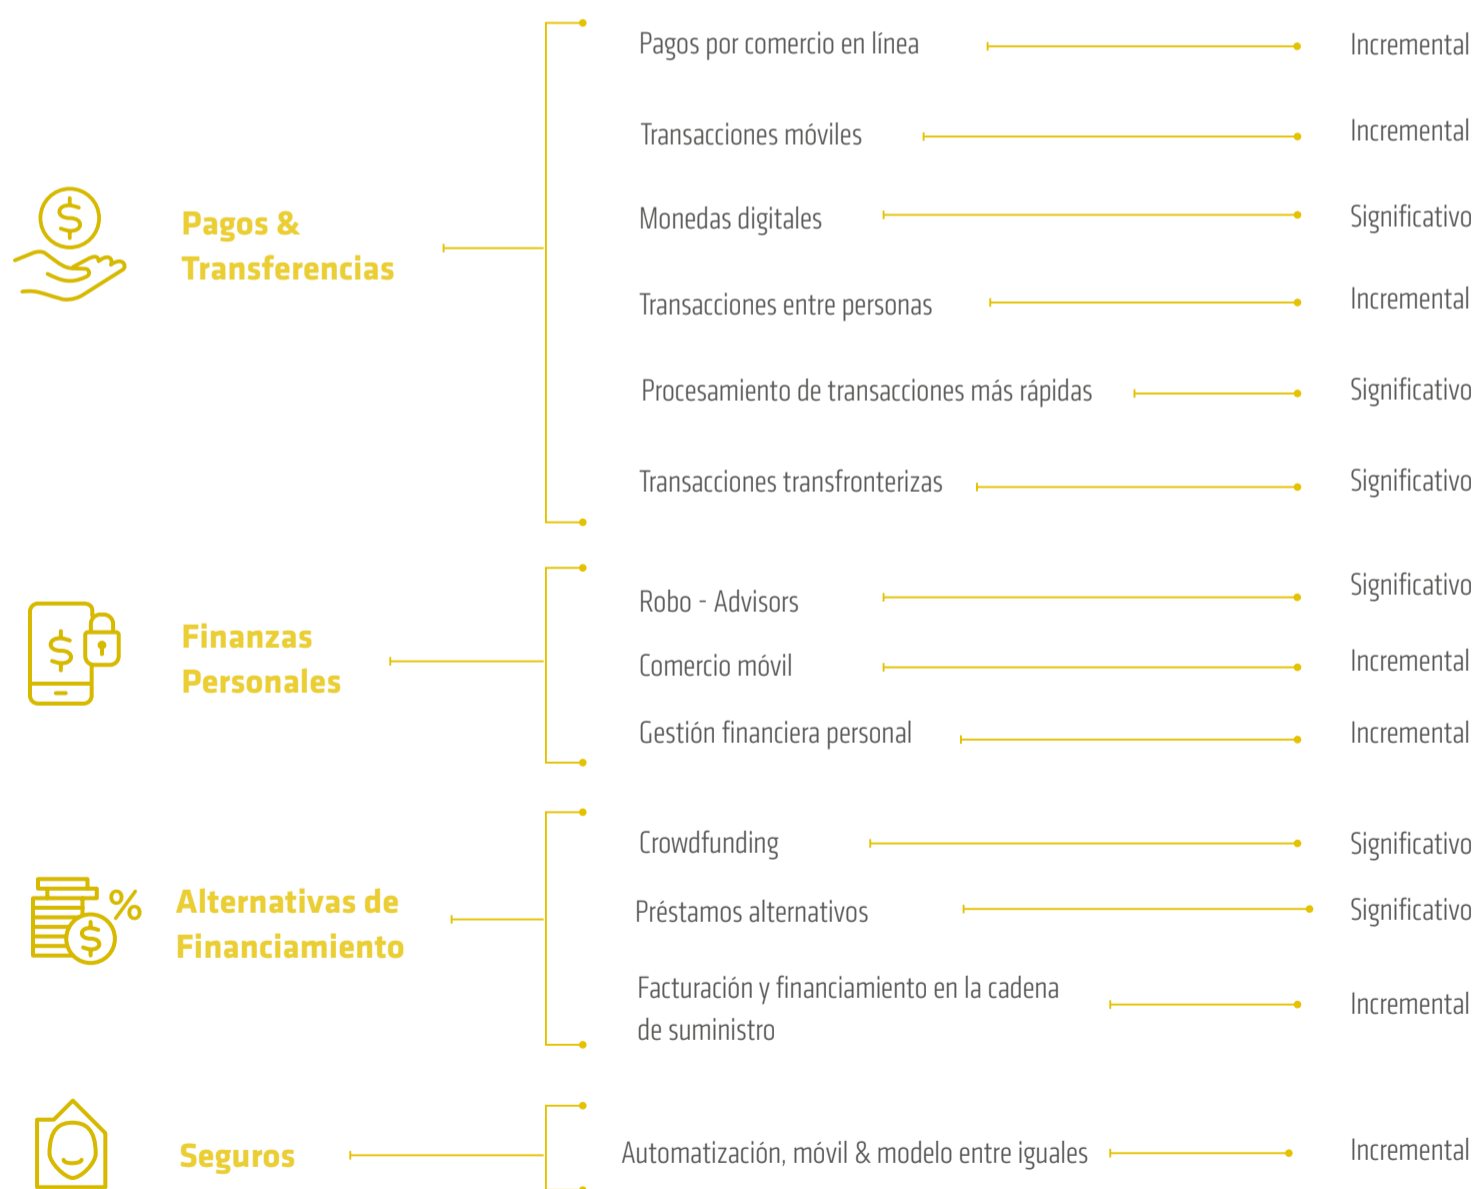 Pagos &
Transferencias
Pagos por comercio en línea
Incremental
Transacciones móviles
Incremental
Monedas digitales
Significativo
Transacciones entre personas
Incremental
Procesamiento de transacciones más rápidas
Significativo
Transacciones transfronterizas
Significativo
Finanzas
Personales
Robo - Advisors
Significativo
Comercio móvil
Incremental
Gestión financiera personal
Incremental
Alternativas de
Financiamiento
Crowdfunding
Significativo
Préstamos alternativos
Significativo
Facturación y financiamiento en la cadena
de suministro
Incremental
Seguros
Automatización, móvil & modelo entre iguales
Incremental